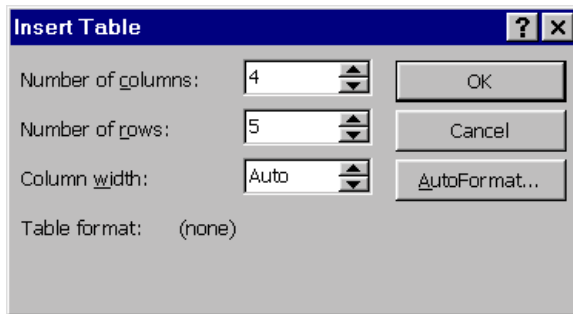 Insert Table
Number of columns: 4 OK
Number of rows: 5 Cancel
Column width: Auto AutoFormat...
Table format: (none)